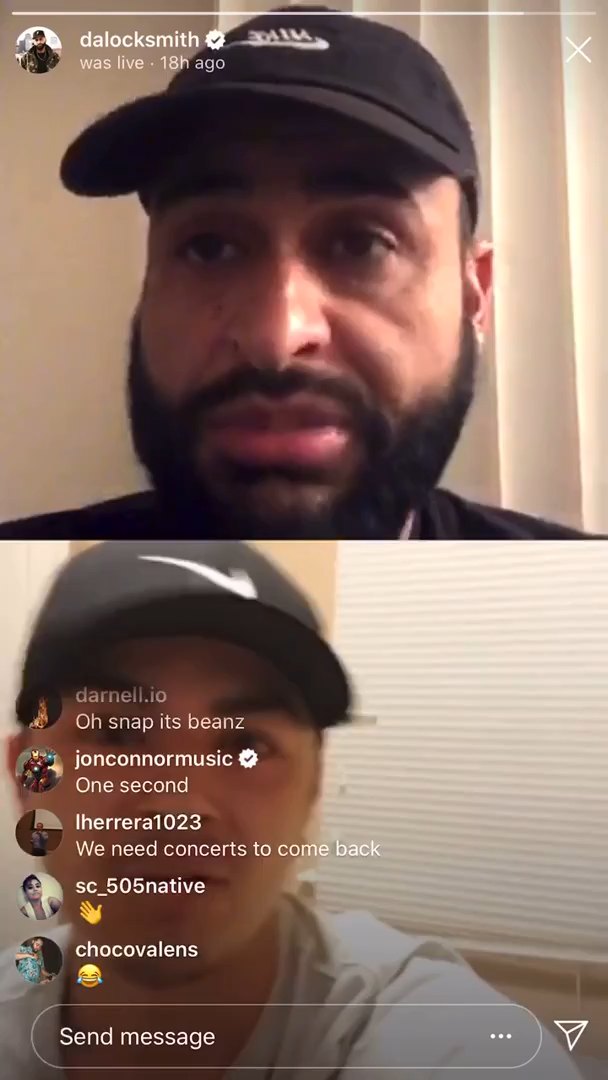 dalocksmith
was live · 18h ago
darnell.io
Oh snap its beanz
jonconnormusic
One second
lherrera1023
We need concerts to come back
sc_505native
👋
chocovalens
😂
Send message